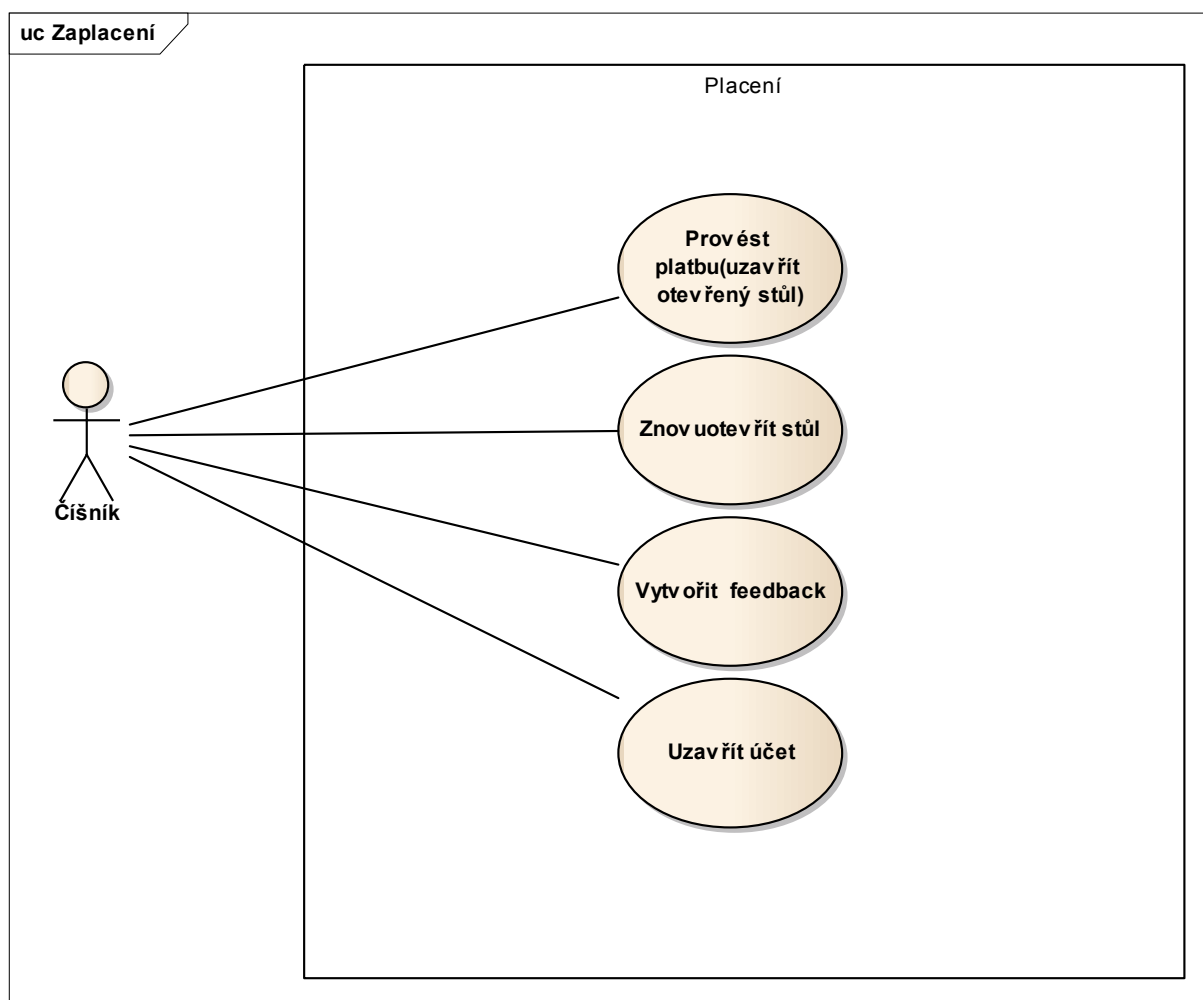 uc Zaplacení
Placení
Provést
platbu(uzavřít
otevřený stůl)
Znovuotevřít stůl
Číšník
Vytvořit feedback
Uzavřít účet